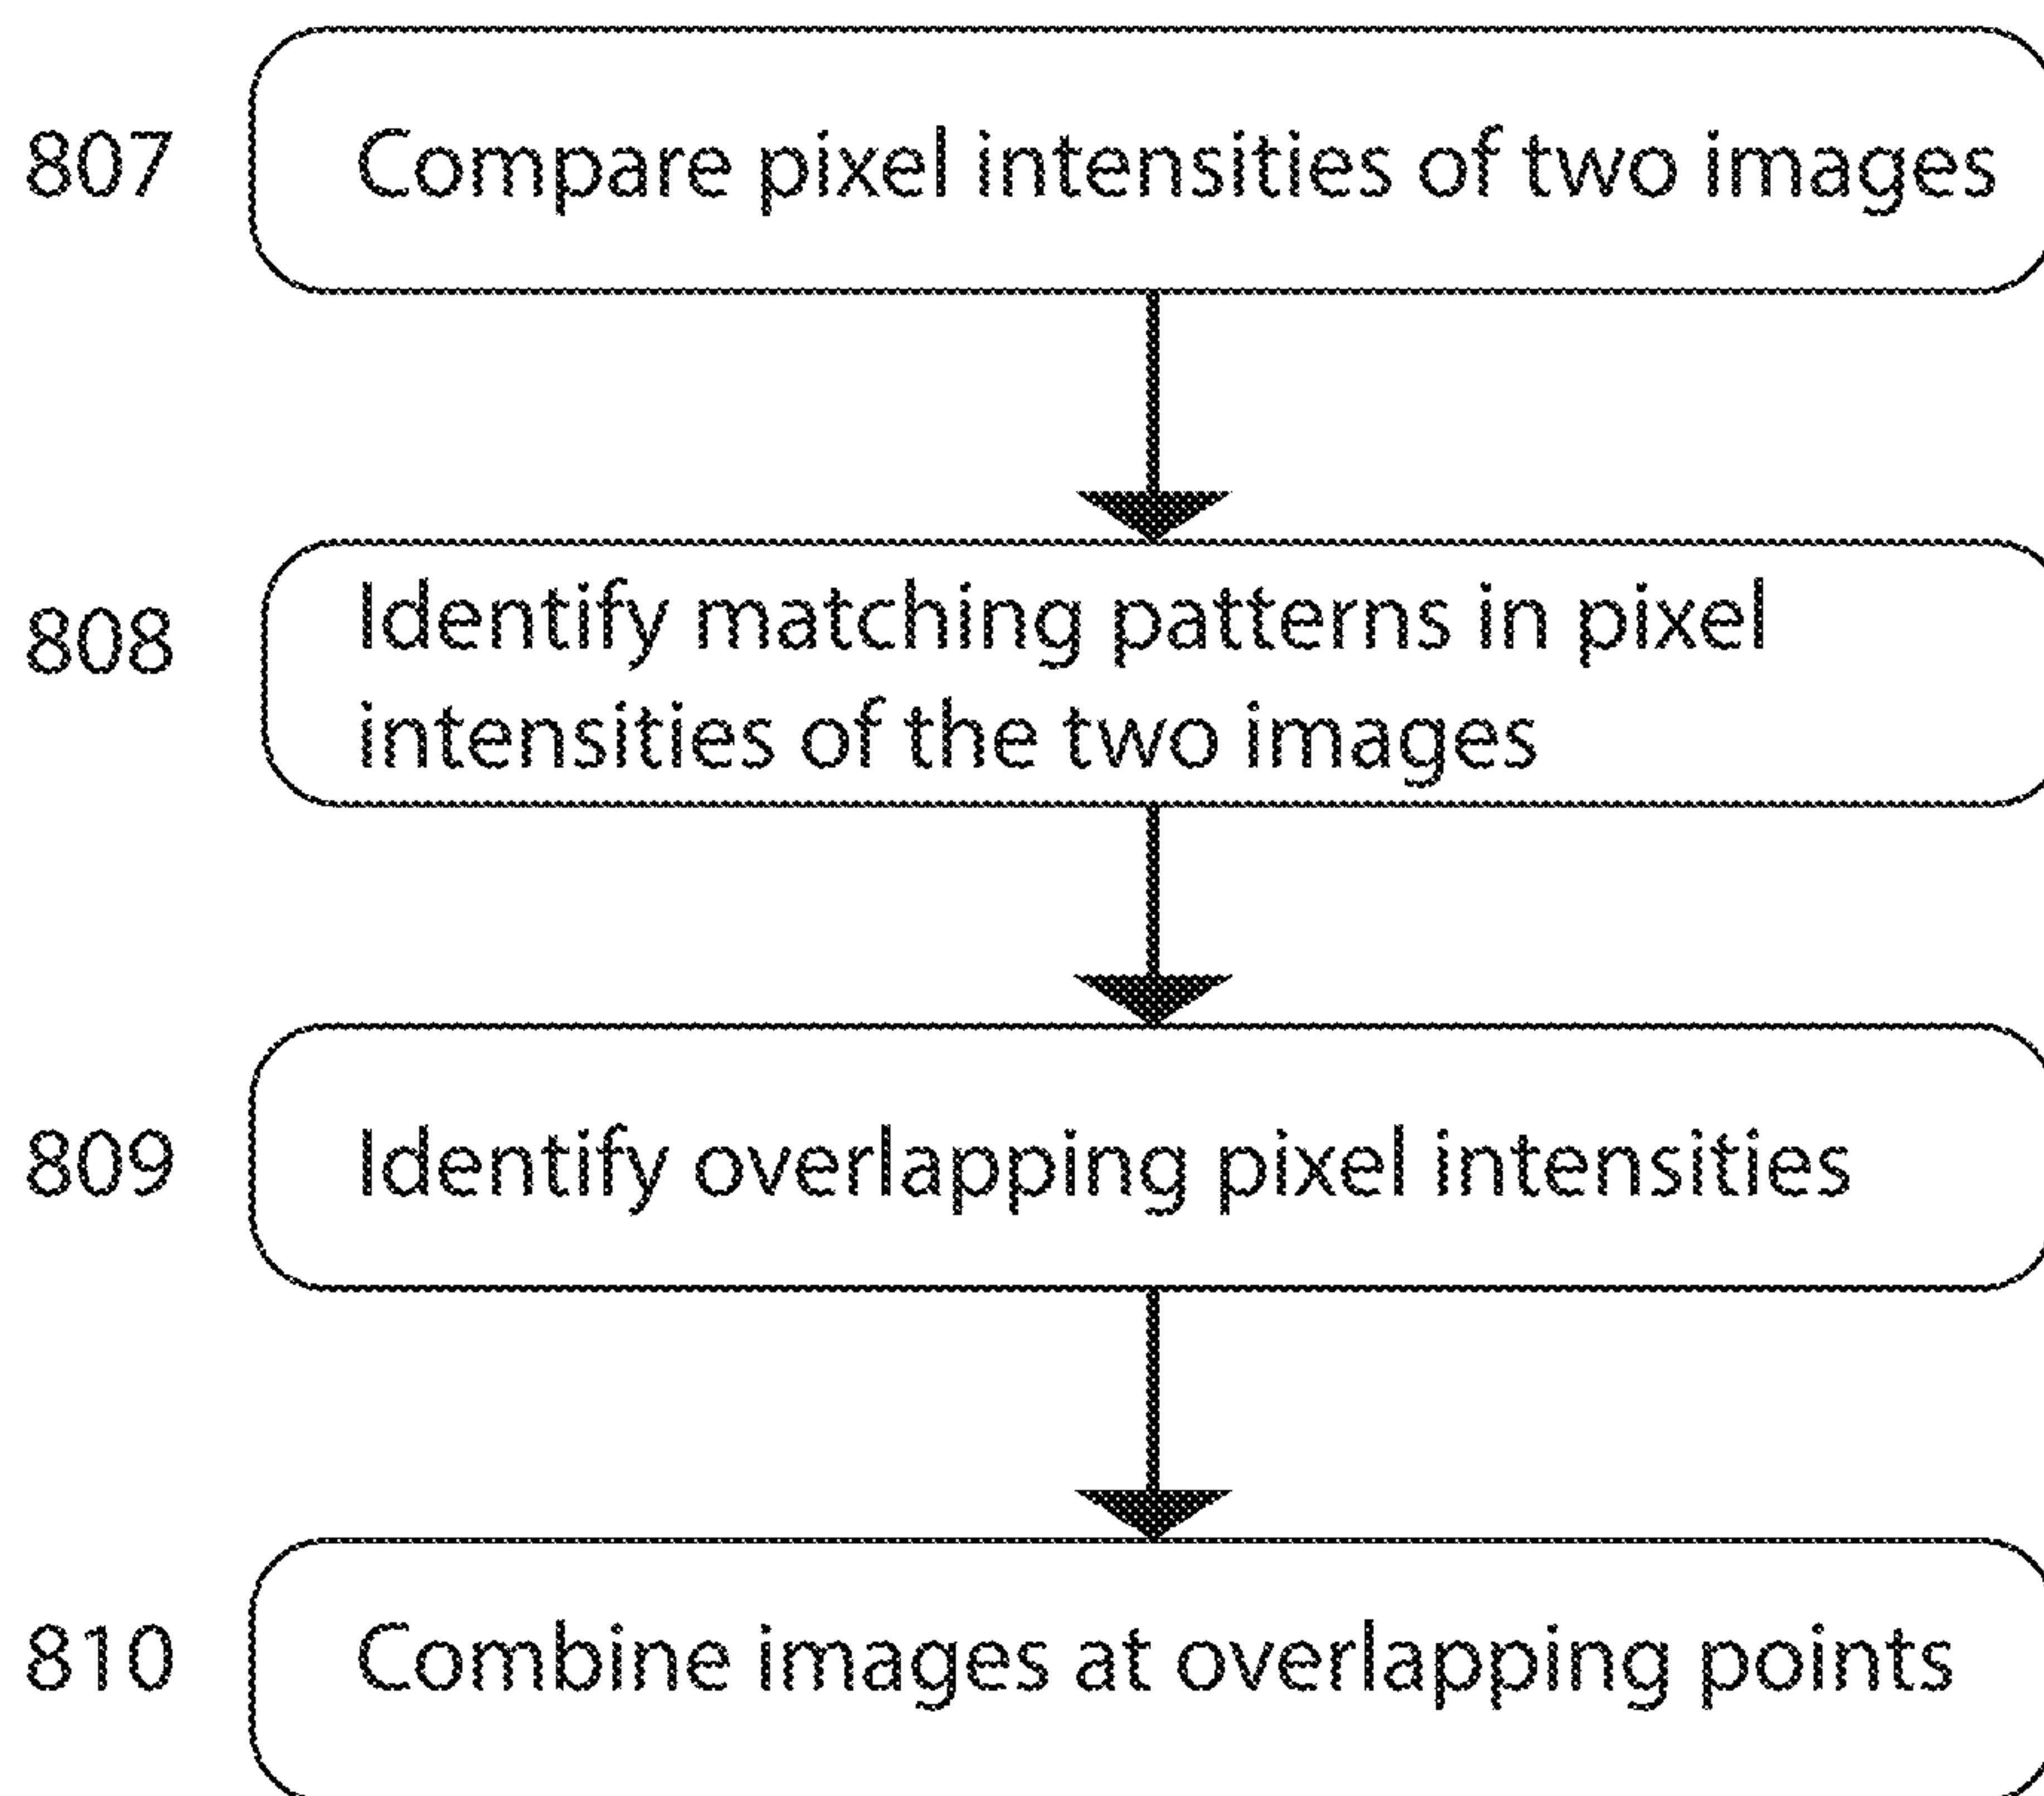 807 Compare pixel intensities of two images
808 Identify matching patterns in pixel
intensities of the two images
809 Identify overlapping pixel intensities
810 Combine images at overlapping points